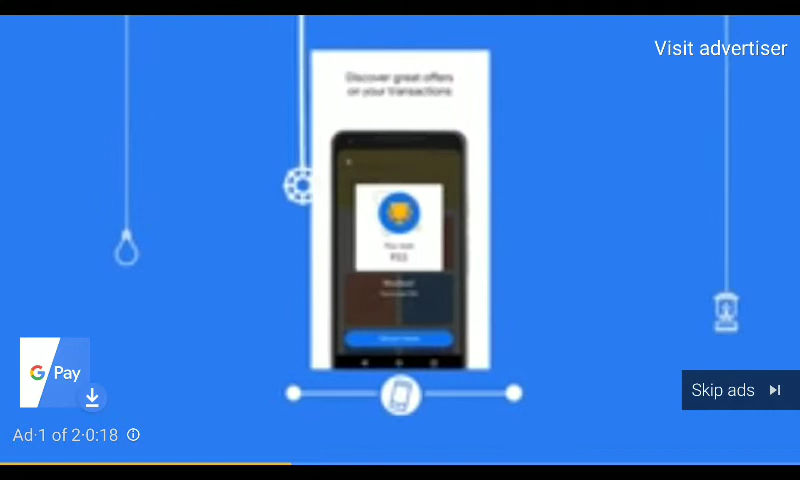 Visit advertiser
Discover great offers
on your transactions
G Pay
Skip ads
Ad·1 of 2·0:18